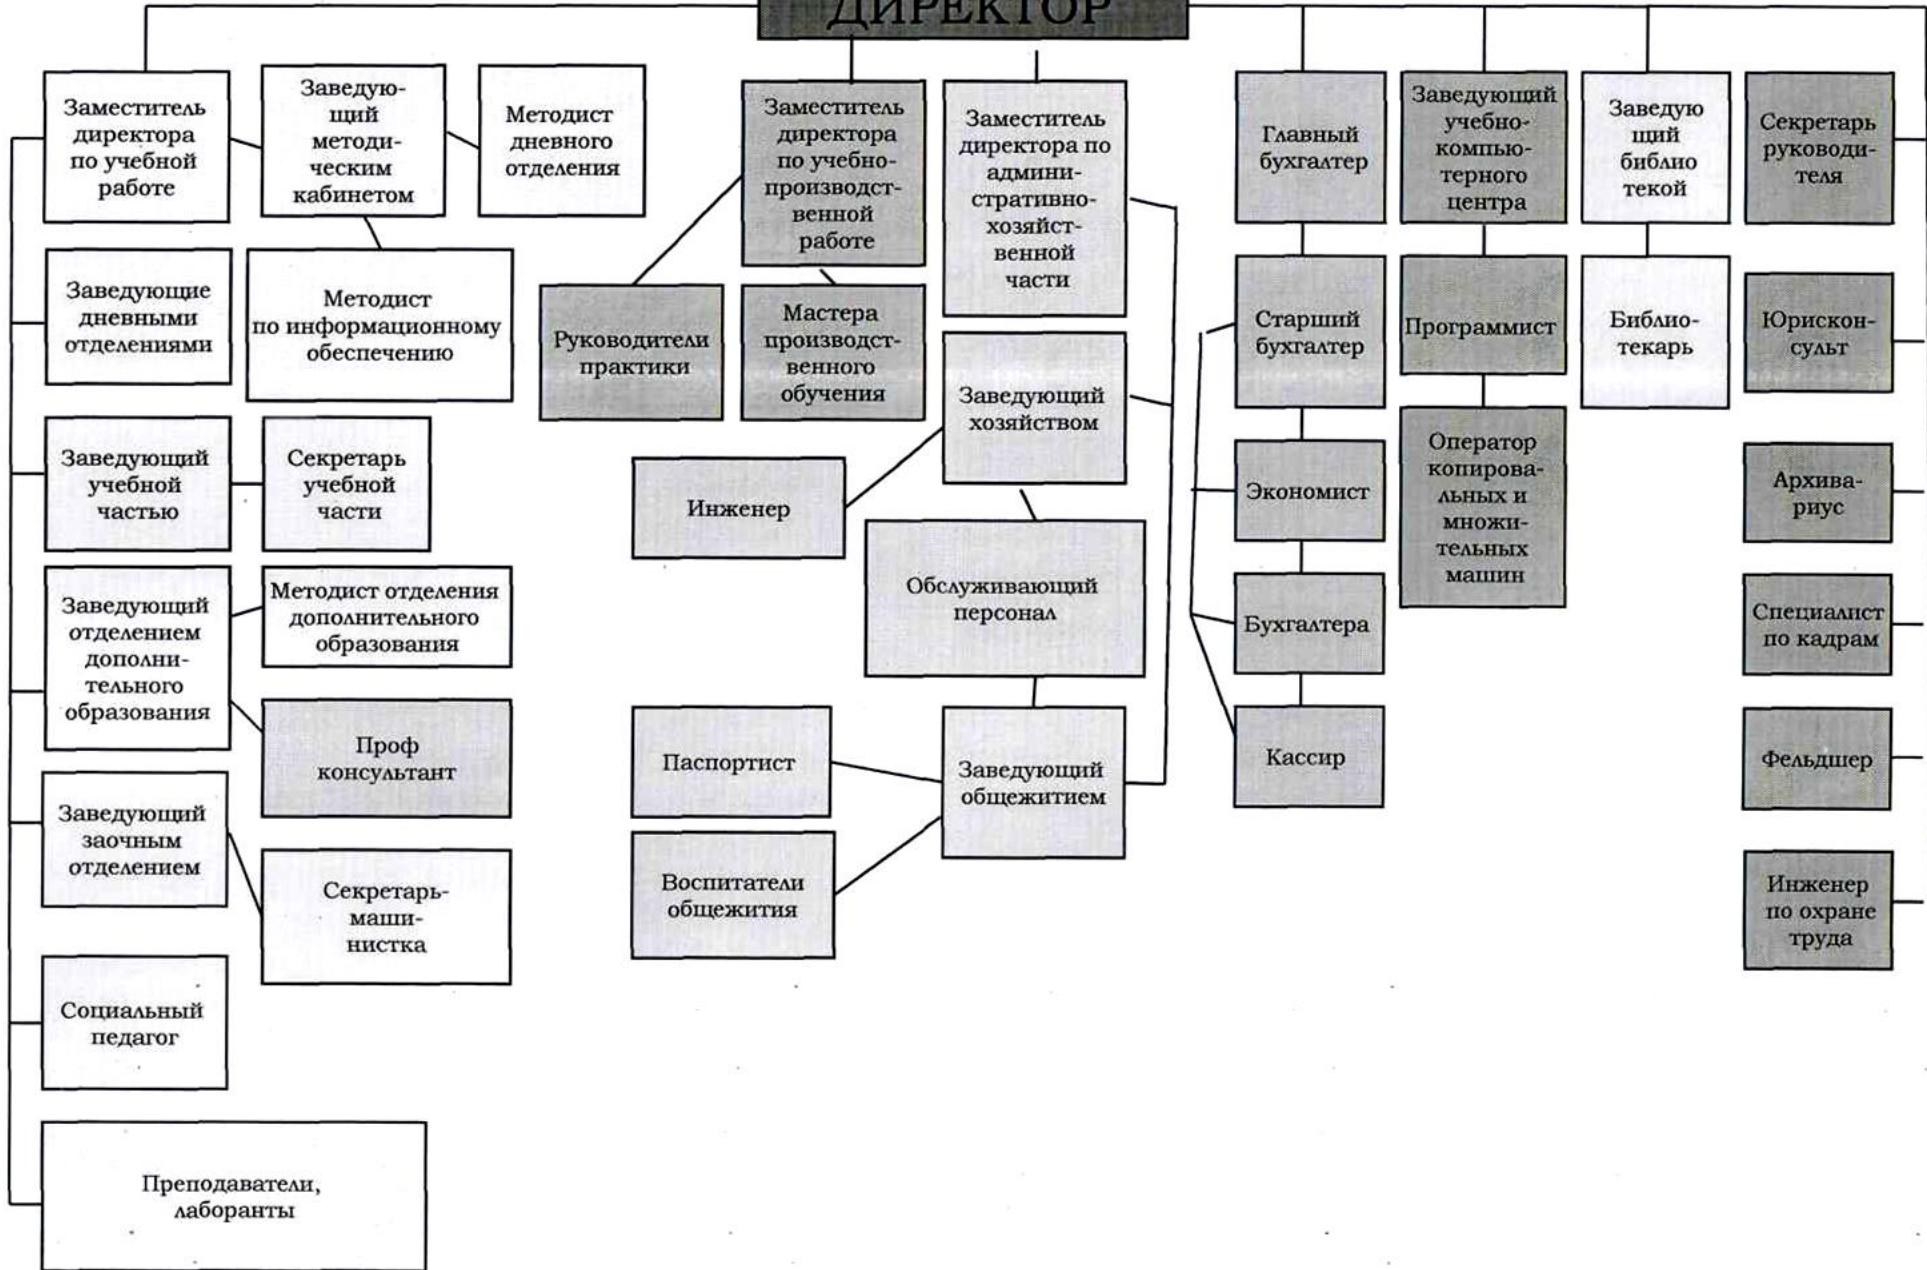 ДИРЕКТОР
Заместитель
директора
по учебной
работе
Заведую-
щий
методи-
ческим
кабинетом
Методист
дневного
отделения
Заведующие
дневными
отделениями
Методист
по информационному
обеспечению
Заведующий
учебной
частью
Секретарь
учебной
части
Заведующий
отделением
дополни-
тельного
образования
Методист отделения
дополнительного
образования
Проф
консультант
Заведующий
заочным
отделением
Секретарь-
маши-
нистка
Социальный
педагог
Преподаватели,
лаборанты
Заместитель
директора
по учебно-
производст-
венной
работе
Руководители
практики
Мастера
производст-
венного
обучения
Заместитель
директора по
админи-
стративно-
хозяйст-
венной
части
Заведующий
хозяйством
Инженер
Обслуживающий
персонал
Паспортист
Заведующий
общежитием
Воспитатели
общежития
Главный
бухгалтер
Старший
бухгалтер
Экономист
Бухгалтера
Кассир
Заведующий
учебно-
компью-
терного
центра
Программист
Оператор
копирова-
льных и
множи-
тельных
машин
Заведую
щий
библио
текой
Библио-
текарь
Секретарь
руководи-
теля
Юрискон-
сульт
Архива-
риус
Специалист
по кадрам
Фельдшер
Инженер
по охране
труда